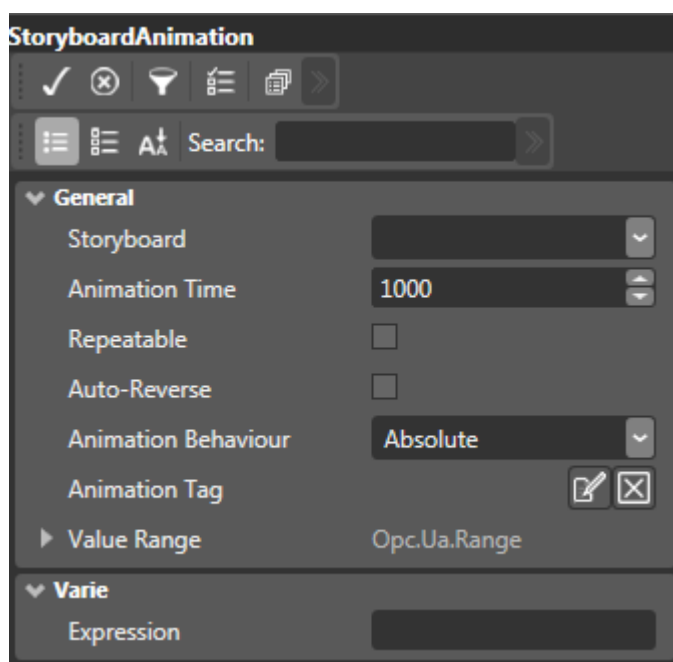 StoryboardAnimation
Search:
General
Storyboard
Animation Time 1000
Repeatable
Auto-Reverse
Animation Behaviour Absolute
Animation Tag
Value Range Opc.Ua.Range
Varie
Expression